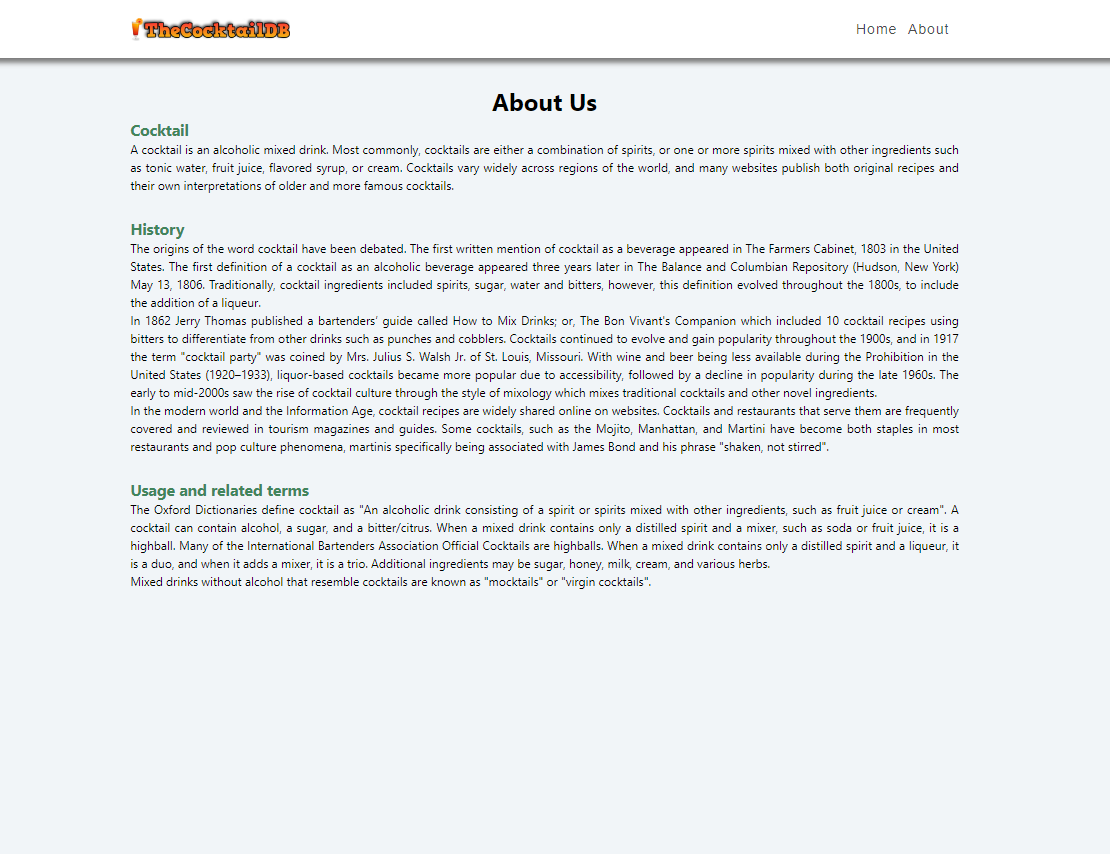 TheCocktailDB
Home About
About Us
Cocktail
A cocktail is an alcoholic mixed drink. Most commonly, cocktails are either a combination of spirits, or one or more spirits mixed with other ingredients such
as tonic water, fruit juice, flavored syrup, or cream. Cocktails vary widely across regions of the world, and many websites publish both original recipes and
their own interpretations of older and more famous cocktails.
History
The origins of the word cocktail have been debated. The first written mention of cocktail as a beverage appeared in The Farmers Cabinet, 1803 in the United
States. The first definition of a cocktail as an alcoholic beverage appeared three years later in The Balance and Columbian Repository (Hudson, New York)
May 13, 1806. Traditionally, cocktail ingredients included spirits, sugar, water and bitters, however, this definition evolved throughout the 1800s, to include
the addition of a liqueur.
In 1862 Jerry Thomas published a bartenders' guide called How to Mix Drinks; or, The Bon Vivant's Companion which included 10 cocktail recipes using
bitters to differentiate from other drinks such as punches and cobblers. Cocktails continued to evolve and gain popularity throughout the 1900s, and in 1917
the term "cocktail party" was coined by Mrs. Julius S. Walsh Jr. of St. Louis, Missouri. With wine and beer being less available during the Prohibition in the
United States (1920–1933), liquor-based cocktails became more popular due to accessibility, followed by a decline in popularity during the late 1960s. The
early to mid-2000s saw the rise of cocktail culture through the style of mixology which mixes traditional cocktails and other novel ingredients.
In the modern world and the Information Age, cocktail recipes are widely shared online on websites. Cocktails and restaurants that serve them are frequently
covered and reviewed in tourism magazines and guides. Some cocktails, such as the Mojito, Manhattan, and Martini have become both staples in most
restaurants and pop culture phenomena, martinis specifically being associated with James Bond and his phrase "shaken, not stirred".
Usage and related terms
The Oxford Dictionaries define cocktail as "An alcoholic drink consisting of a spirit or spirits mixed with other ingredients, such as fruit juice or cream". A
cocktail can contain alcohol, a sugar, and a bitter/citrus. When a mixed drink contains only a distilled spirit and a mixer, such as soda or fruit juice, it is a
highball. Many of the International Bartenders Association Official Cocktails are highballs. When a mixed drink contains only a distilled spirit and a liqueur, it
is a duo, and when it adds a mixer, it is a trio. Additional ingredients may be sugar, honey, milk, cream, and various herbs.
Mixed drinks without alcohol that resemble cocktails are known as "mocktails" or "virgin cocktails".